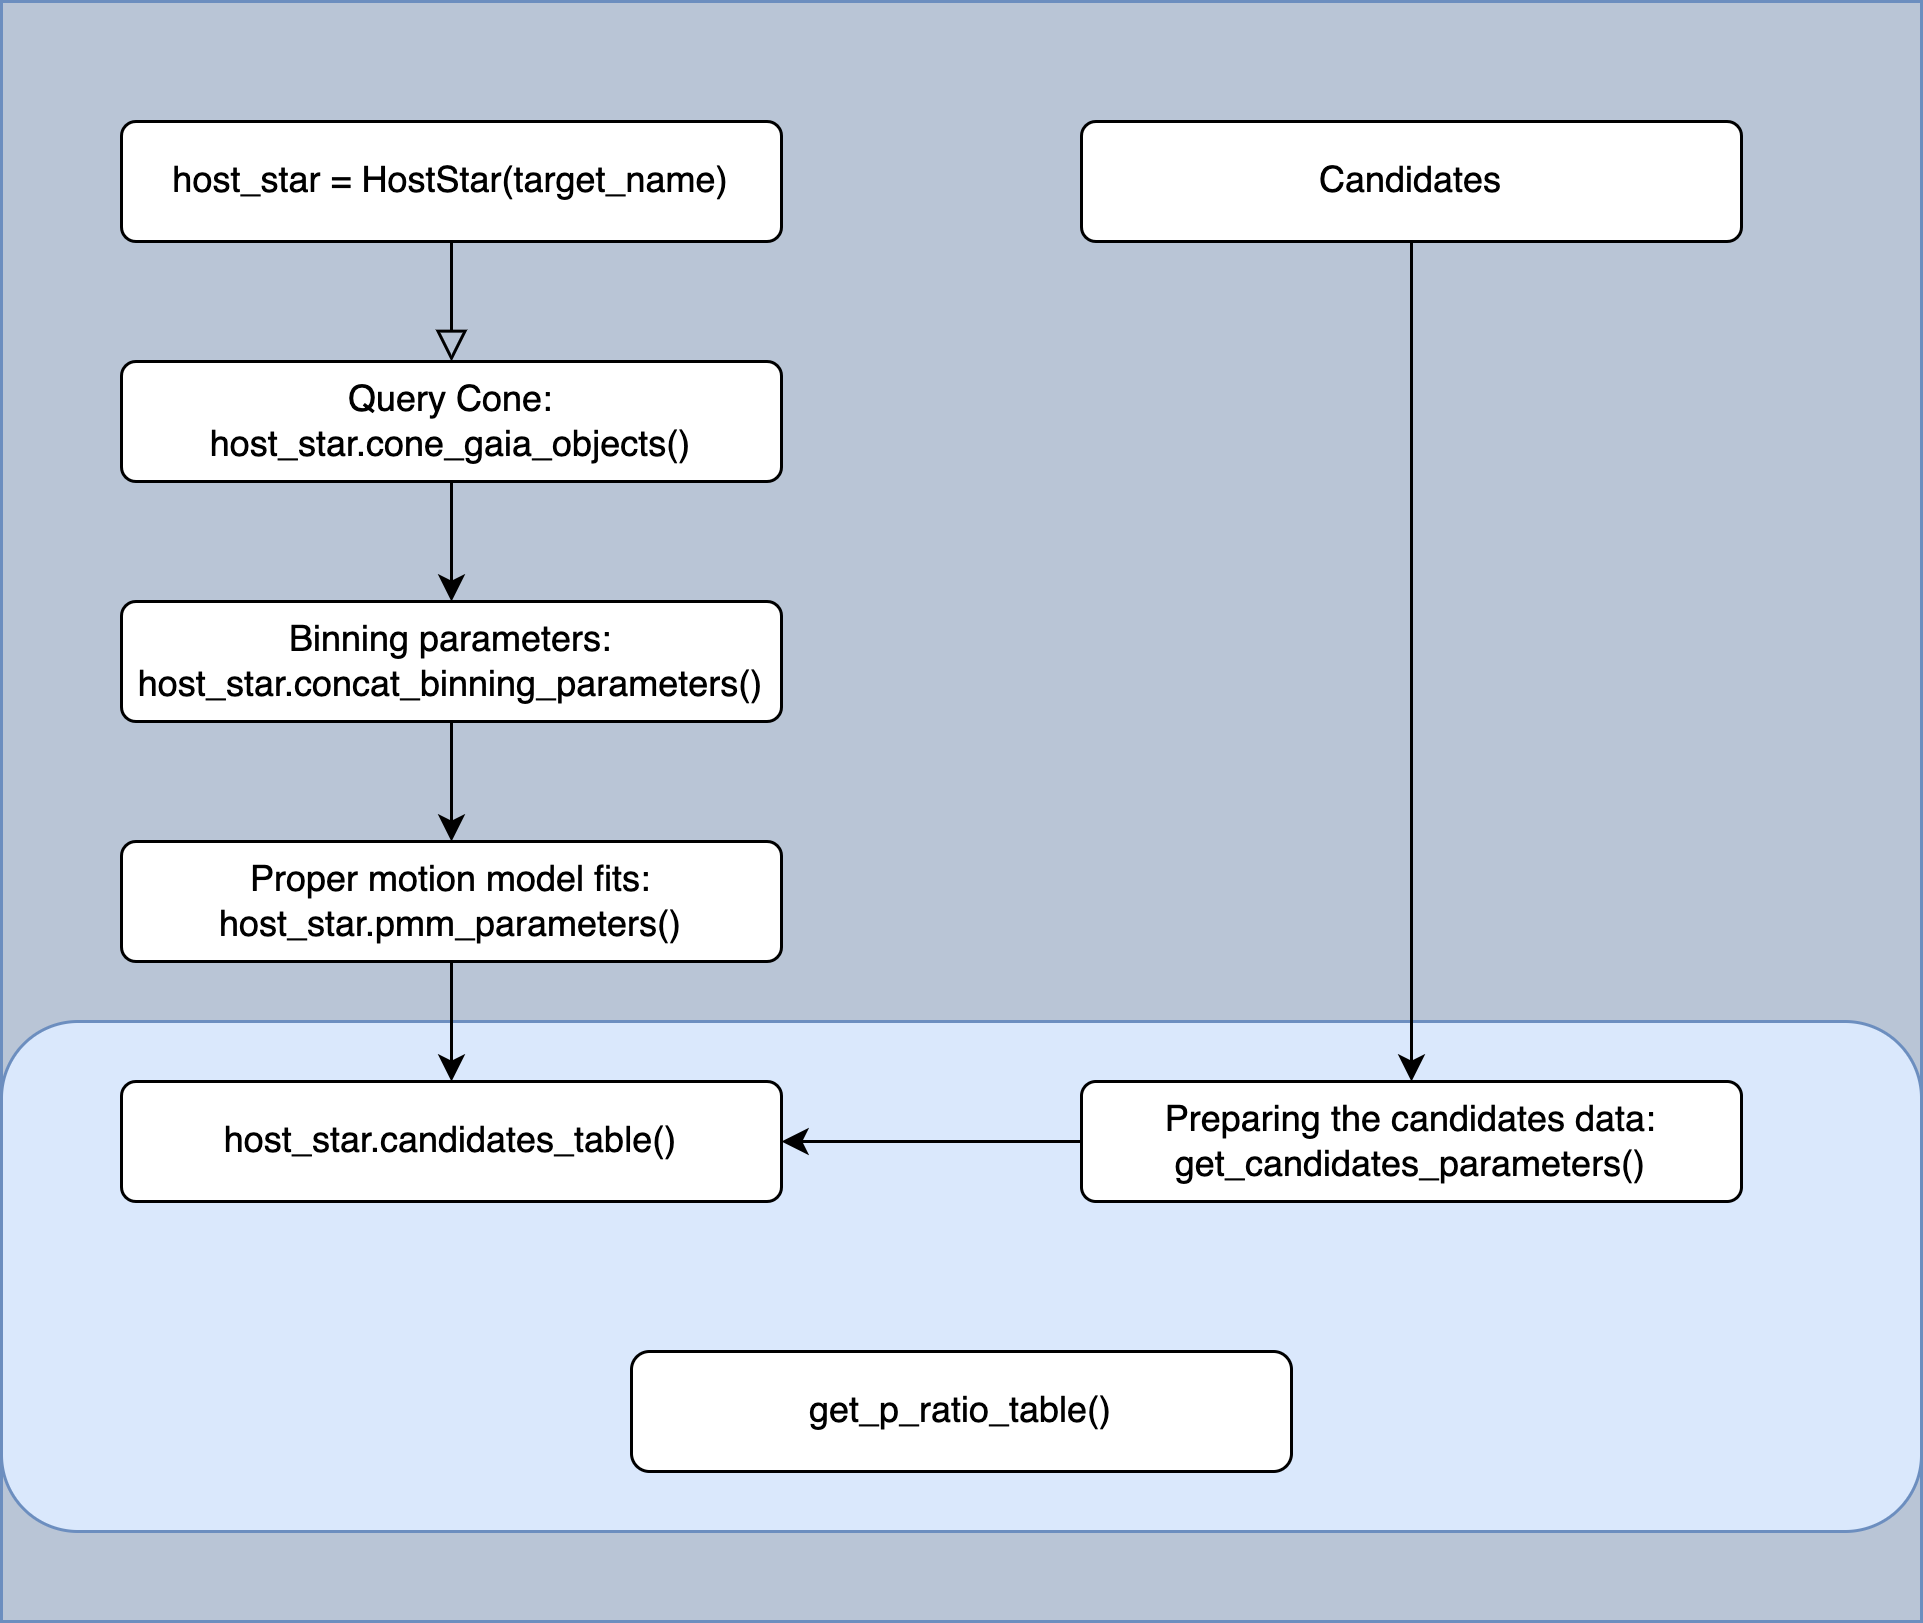 host_star = HostStar(target_name)
Candidates
Query Cone:
host_star.cone_gaia_objects()
Binning parameters:
host_star.concat_binning_parameters()
Proper motion model fits:
host_star.pmm_parameters()
host_star.candidates_table()
Preparing the candidates data:
get_candidates_parameters()
get_p_ratio_table()